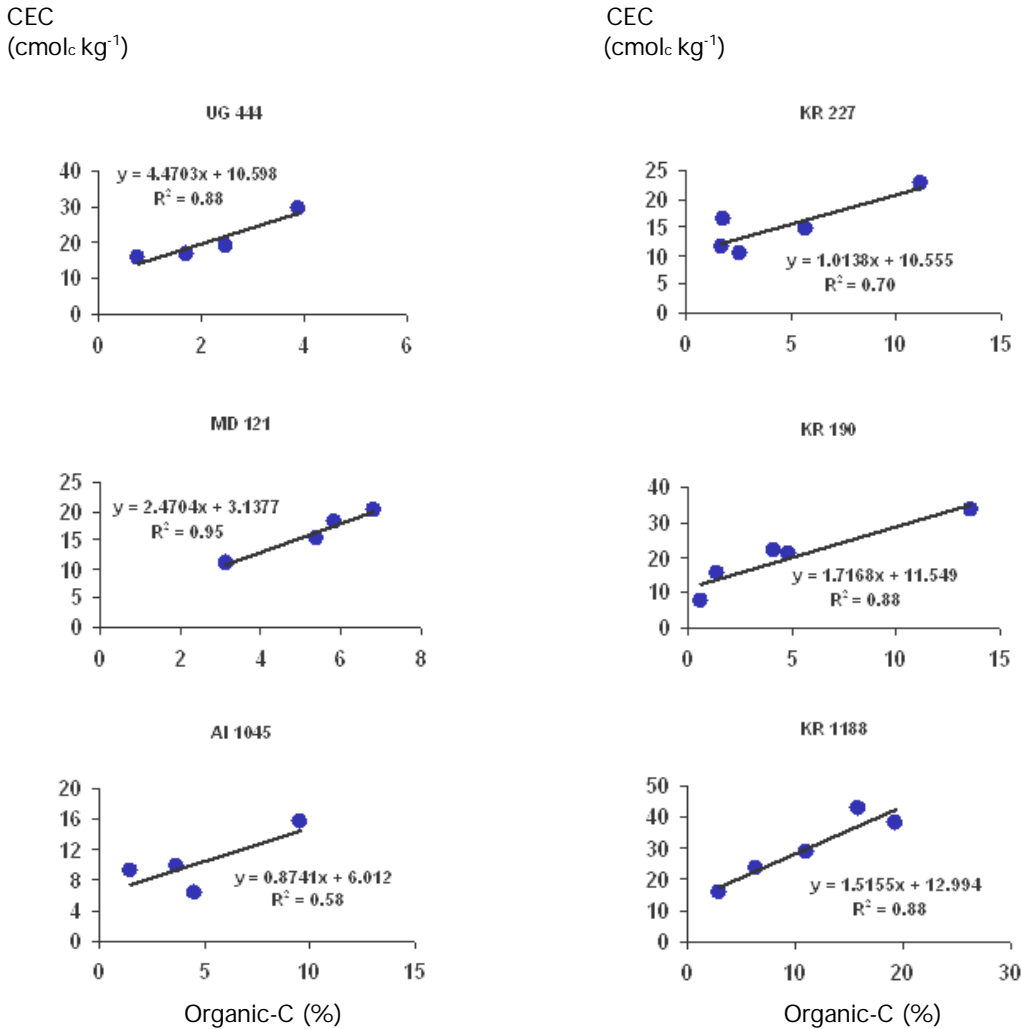 CEC
(cmolc kg-1)
CEC
(cmolc kg-1)
UG 444
y = 4.4703x + 10.598
R2 = 0.88
40
30
20
10
0
0 2 4 6
KR 227
25
20
15
10
5
0
y = 1.0138x + 10.555
R2 = 0.70
0 5 10 15
MD 121
y = 2.4704x + 3.1377
R2 = 0.95
25
20
15
10
5
0
0 2 4 6 8
KR 190
40
30
20
10
0
y = 1.7168x + 11.549
R2 = 0.88
0 5 10 15
AI 1045
20
16
12
8
4
0
y = 0.8741x + 6.012
R2 = 0.58
0 5 10 15
Organic-C (%)
KR 1188
50
40
30
20
10
0
y = 1.5155x + 12.994
R2 = 0.88
0 10 20 30
Organic-C (%)